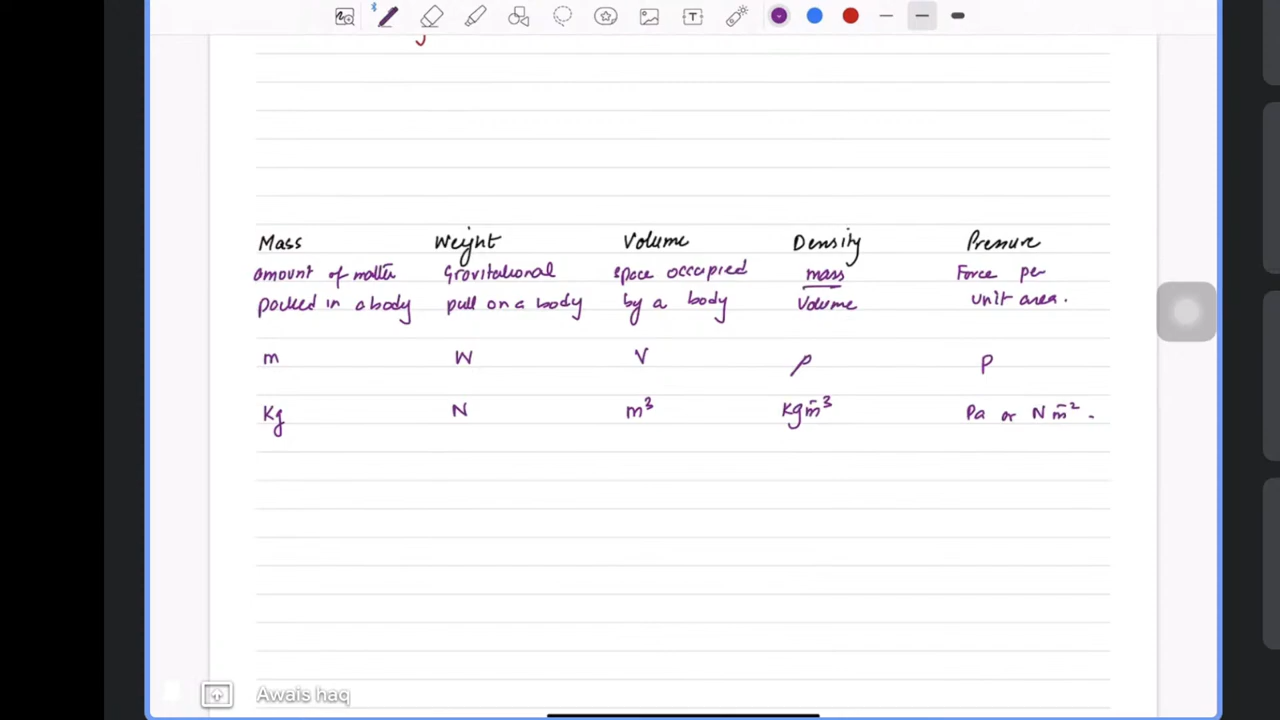 Mass Weight Volume Density Pressure
amount of matter Gravitational space occupied mass Force per
packed in a body pull on a body by a body Volume unit area.
m W V ρ P
Kg N m³ Kgm⁻³ Pa or Nm⁻².
Awais haq